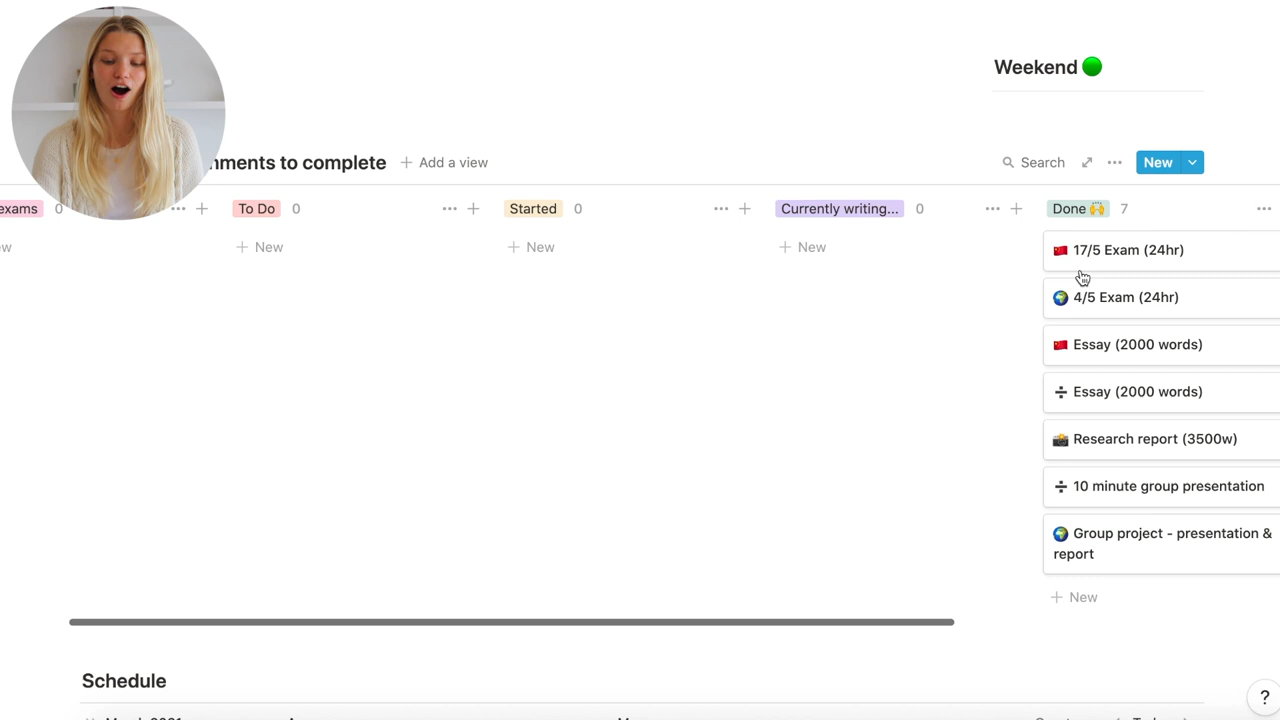 Weekend 🟢
nments to complete + Add a view Search ••• New
exams 0 ••• + To Do 0 ••• + Started 0 ••• + Currently writing... 0 ••• + Done 🙌 7 •••
ew + New + New + New
🇨🇳 17/5 Exam (24hr)
🌍 4/5 Exam (24hr)
🇨🇳 Essay (2000 words)
➗ Essay (2000 words)
📸 Research report (3500w)
➗ 10 minute group presentation
🌍 Group project - presentation &
report
+ New
Schedule
?